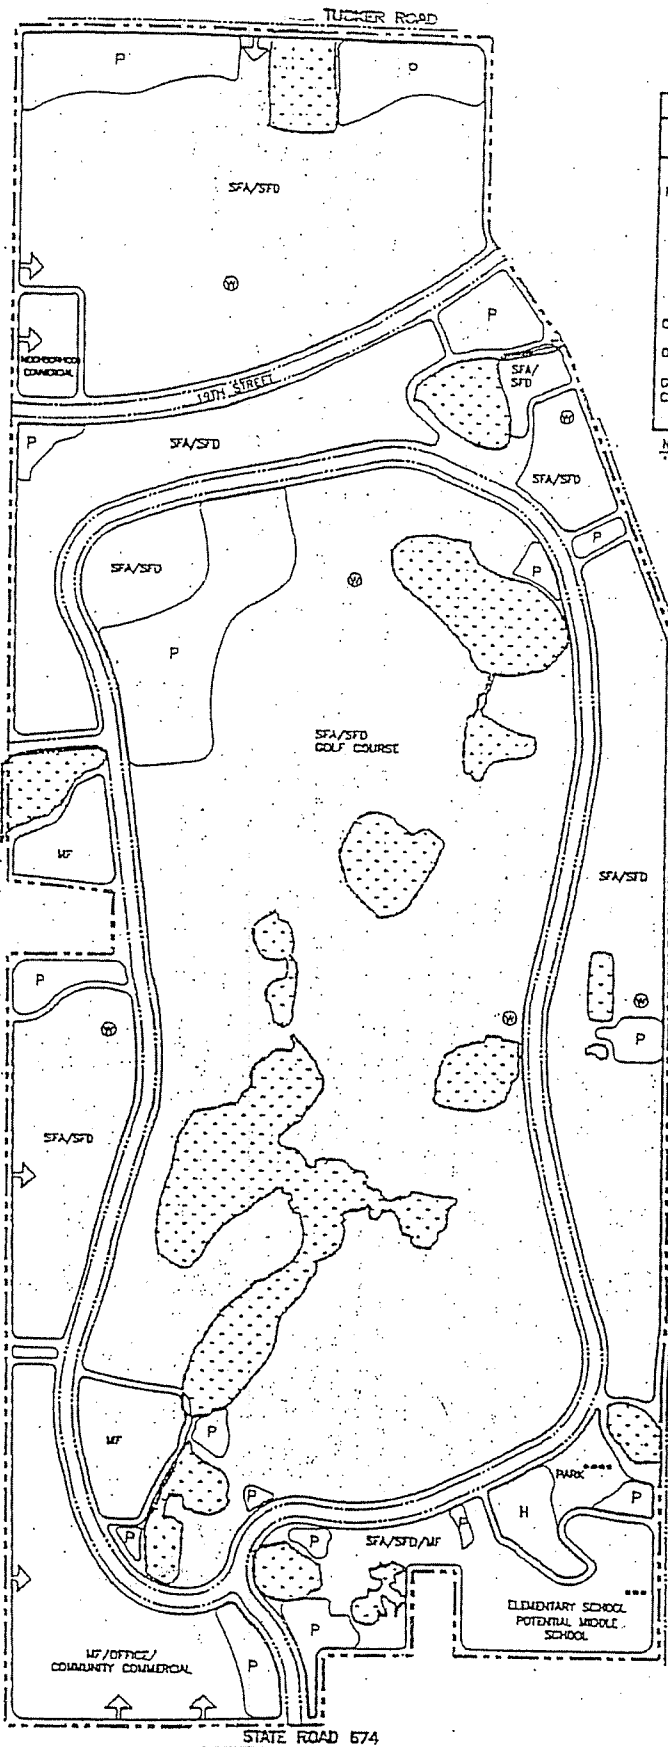 TUCKER ROAD
P
P
SFA/SFD
W
P
NEIGHBORHOOD
COMMERCIAL
19TH STREET
SFA/
SFD
W
P
SFA/SFD
SFA/SFD
P
SFA/SFD
W
P
P
SFA/SFD
GOLF COURSE
MF
SFA/SFD
P
W
W
W
P
SFA/SFD
MF
P
PARK
P
P
H
P
P
P
SFA/SFD/MF
ELEMENTARY SCHOOL
POTENTIAL MIDDLE
SCHOOL
P
MF/OFFICE/
COMMUNITY COMMERCIAL
P
STATE ROAD 674